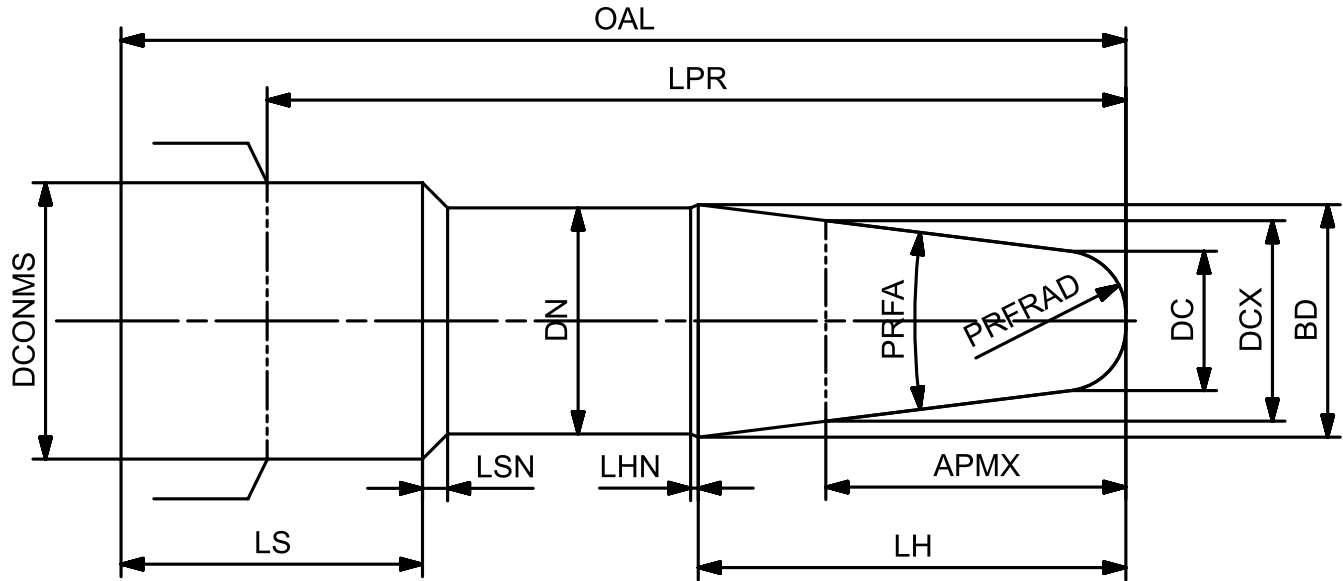 OAL
LPR
DCONMS
DN
PRFA
PRFRAD
DC
DCX
BD
LSN
LHN
APMX
LS
LH